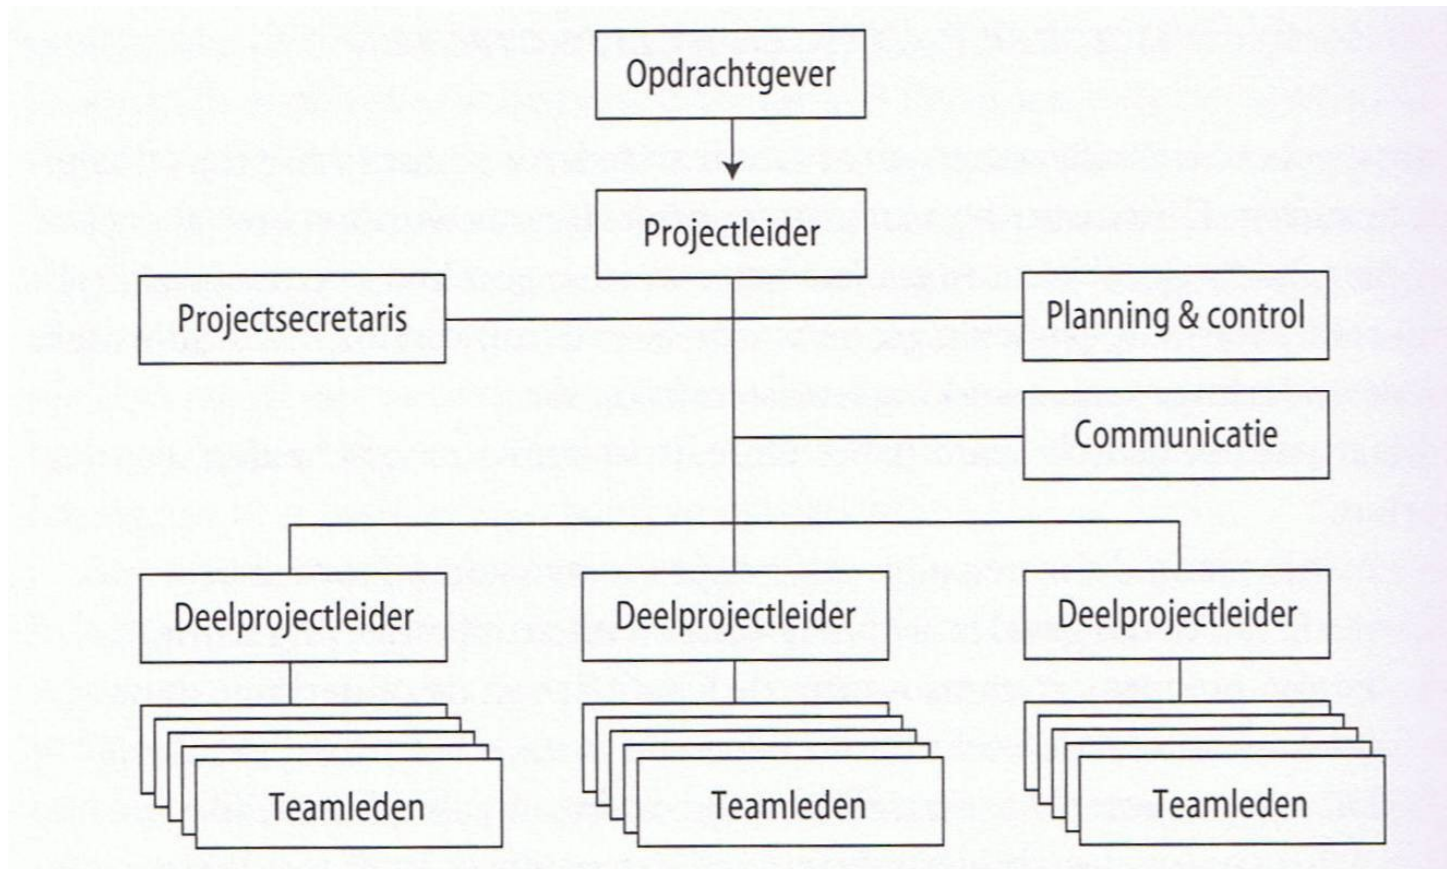 Opdrachtgever
Projectleider
Projectsecretaris
Planning & control
Communicatie
Deelprojectleider
Deelprojectleider
Deelprojectleider
Teamleden
Teamleden
Teamleden